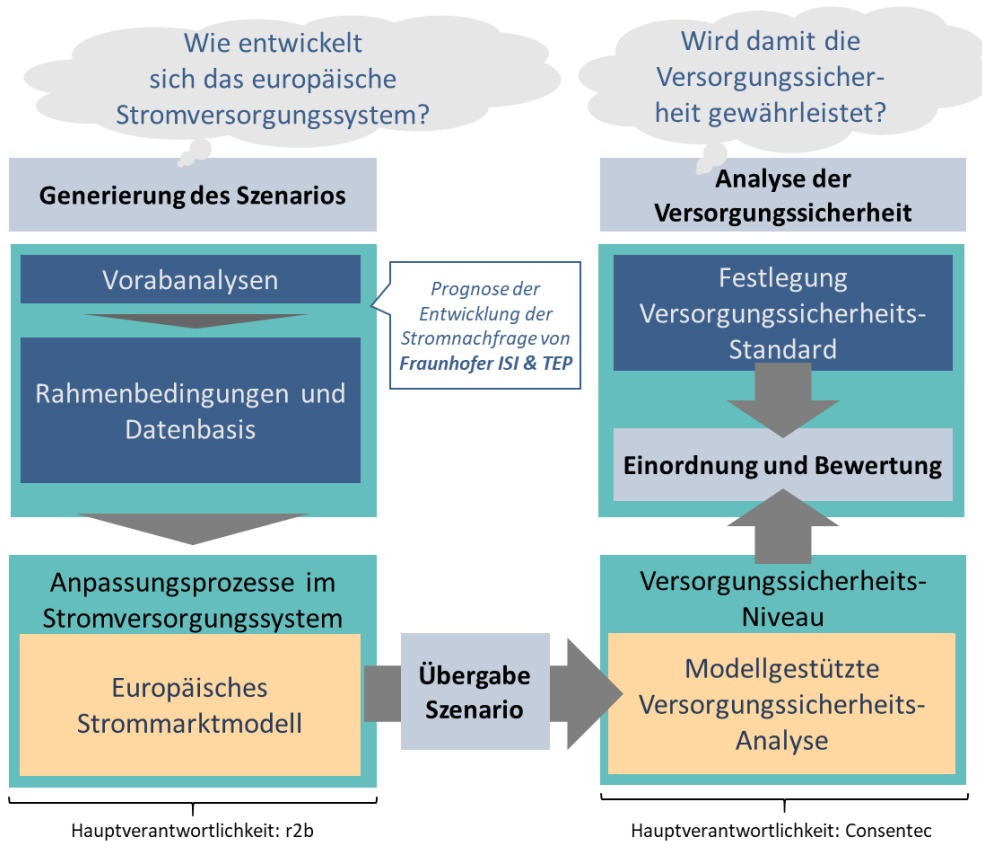 Wie entwickelt
sich das europäische
Stromversorgungssystem?
Generierung des Szenarios
Vorabanalysen
Rahmenbedingungen und
Datenbasis
Prognose der
Entwicklung der
Stromnachfrage von
Fraunhofer ISI & TEP
Anpassungsprozesse im
Stromversorgungssystem
Europäisches
Strommarktmodell
Hauptverantwortlichkeit: r2b
Übergabe
Szenario
Wird damit die
Versorgungssicher-
heit gewährleistet?
Analyse der
Versorgungssicherheit
Festlegung
Versorgungssicherheits-
Standard
Einordnung und Bewertung
Versorgungssicherheits-
Niveau
Modellgestützte
Versorgungssicherheits-
Analyse
Hauptverantwortlichkeit: Consentec